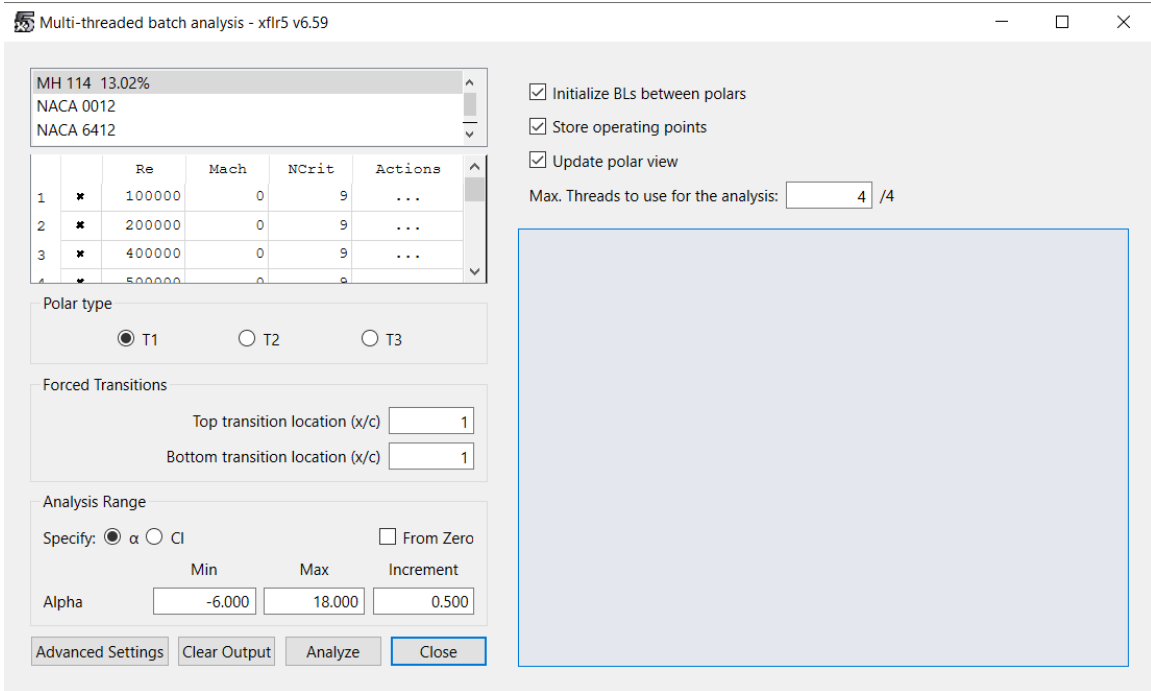 Multi-threaded batch analysis - xflr5 v6.59
MH 114 13.02%
NACA 0012
NACA 6412
Re Mach NCrit Actions
1 ✖ 100000 0 9 ...
2 ✖ 200000 0 9 ...
3 ✖ 400000 0 9 ...
4 ✖ 500000 0 9
Polar type
T1 T2 T3
Forced Transitions
Top transition location (x/c) 1
Bottom transition location (x/c) 1
Analysis Range
Specify: α Cl From Zero
Min Max Increment
Alpha -6.000 18.000 0.500
Advanced Settings Clear Output Analyze Close
Initialize BLs between polars
Store operating points
Update polar view
Max. Threads to use for the analysis: 4 /4